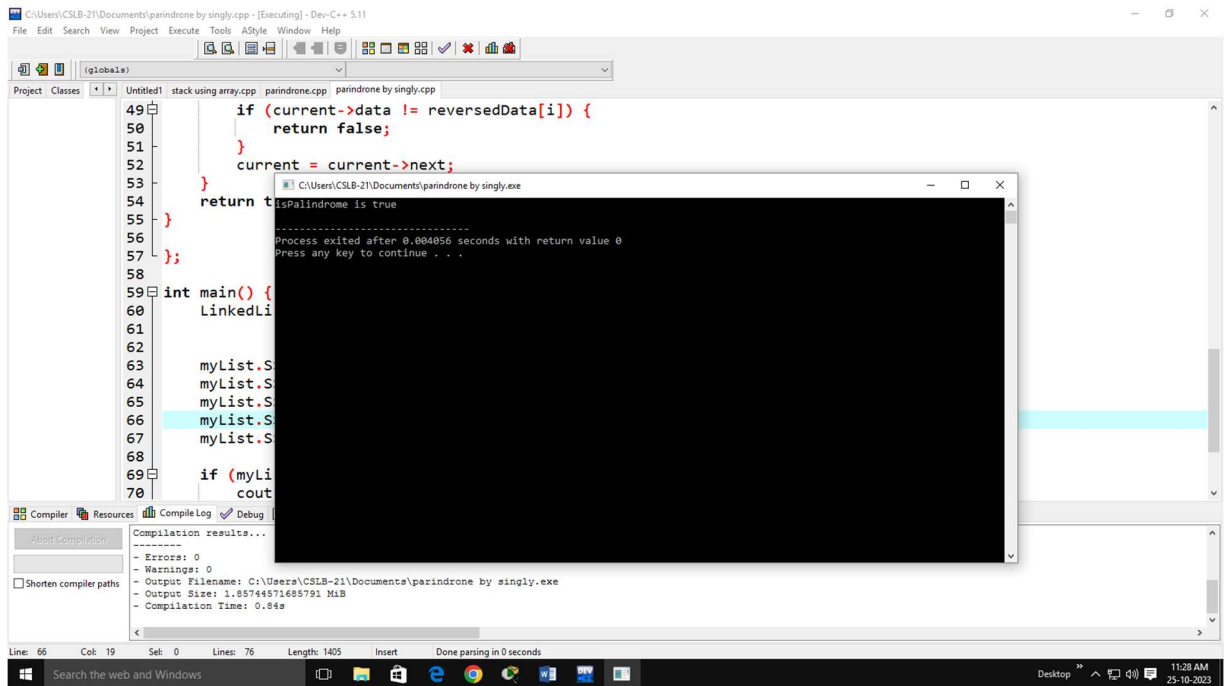 C:\Users\CSLB-21\Documents\parindrone by singly.cpp - [Executing] - Dev-C++ 5.11
File Edit Search View Project Execute Tools AStyle Window Help
(globals)
Project Classes Untitled1 stack using array.cpp parindrone.cpp parindrone by singly.cpp
49 if (current->data != reversedData[i]) {
50 return false;
51 }
52 current = current->next;
53 }
54 return t
55 }
56
57 };
58
59 int main() {
60 LinkedLi
61
62
63 myList.S
64 myList.S
65 myList.S
66 myList.S
67 myList.S
68
69 if (myLi
70 cout
C:\Users\CSLB-21\Documents\parindrone by singly.exe
isPalindrome is true
--------------------------------
Process exited after 0.004056 seconds with return value 0
Press any key to continue . . .
Compiler Resources Compile Log Debug
Abort Compilation
Shorten compiler paths
Compilation results...
--------
- Errors: 0
- Warnings: 0
- Output Filename: C:\Users\CSLB-21\Documents\parindrone by singly.exe
- Output Size: 1.85744571685791 MiB
- Compilation Time: 0.84s
Line: 66 Col: 19 Sel: 0 Lines: 76 Length: 1405 Insert Done parsing in 0 seconds
Search the web and Windows
Desktop
11:28 AM
25-10-2023